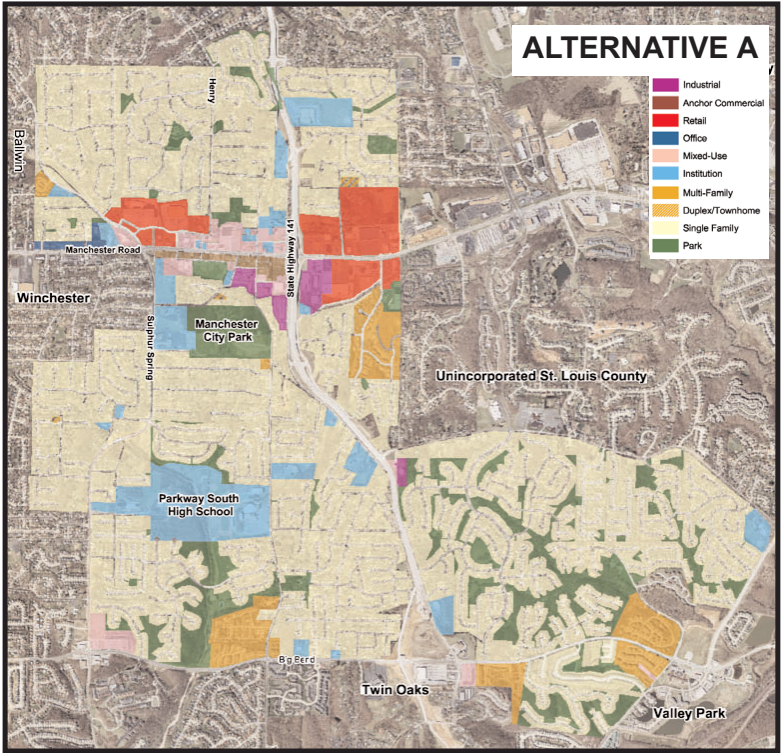 ALTERNATIVE A
y
Industrial
Anchor Commercial
Retail
Office
Mixed-Use
Institution
Multi-Family
Duplex/Townhome
Single Family
Park
Henry
Ballwin
State Highway 141
Manchester Road
Winchester
Sulphur Spring
Manchester
City Park
Unincorporated St. Louis County
Parkway South
High School
Twin Oaks
Valley Park